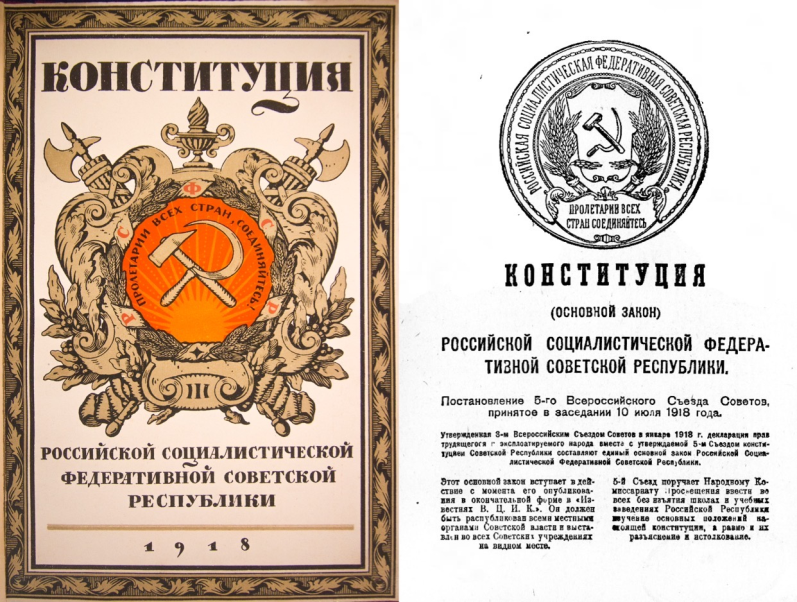 КОНСТИТУЦИЯ
Р С Ф С Р
ПРОЛЕТАРИИ ВСЕХ СТРАН, СОЕДИНЯЙТЕСЬ!
РОССИЙСКОЙ СОЦИАЛИСТИЧЕСКОЙ
ФЕДЕРАТИВНОЙ СОВЕТСКОЙ
РЕСПУБЛИКИ
1918
РОССИЙСКАЯ СОЦИАЛИСТИЧЕСКАЯ ФЕДЕРАТИВНАЯ СОВЕТСКАЯ РЕСПУБЛИКА
ПРОЛЕТАРИИ ВСЕХ
СТРАН СОЕДИНЯЙТЕСЬ
КОНСТИТУЦИЯ
(ОСНОВНОЙ ЗАКОН)
РОССИЙСКОЙ СОЦИАЛИСТИЧЕСКОЙ ФЕДЕРА-
ТИВНОЙ СОВЕТСКОЙ РЕСПУБЛИКИ.
Постановление 5-го Всероссийского Съезда Советов,
принятое в заседании 10 июля 1918 года.
Утвержденная 3-м Всероссийским Съездом Советов в январе 1918 г. декларация прав
трудящегося и эксплоатируемого народа вместе с утверждаемой 5-м Съездом консти-
туцией Советской Республики составляют единый основной закон Российской Социа-
листической Федеративной Советской Республики.
Этот основной закон вступает в дей-
ствие с момента его опубликова-
ния в окончательной форме в «Из-
вестиях В. Ц. И. К.». Он должен
быть распубликован всеми местными
органами Советской власти и выста-
влен во всех Советских учреждениях
на видном месте.
5-й Съезд поручает Народному Ко-
миссариату Просвещения ввести во
всех без изъятия школах и учебных
заведениях Российской Республики
изучение основных положений на-
стоящей конституции, а равно и их
разъяснение и истолкование.